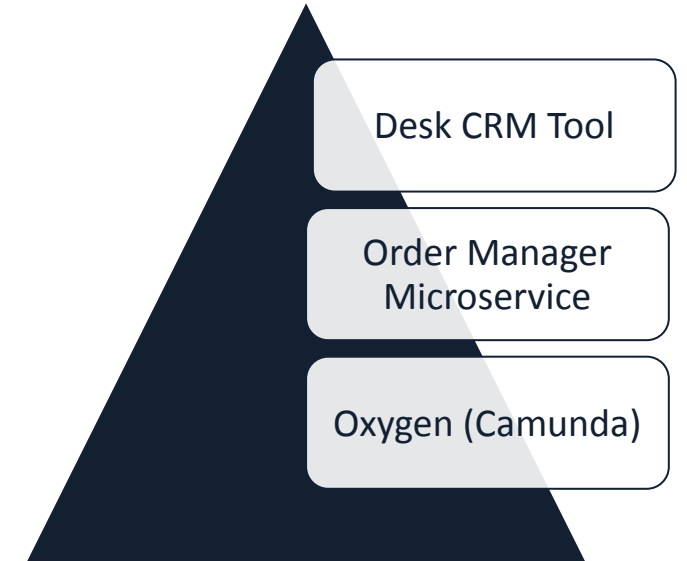 Desk CRM Tool
Order Manager
Microservice
Oxygen (Camunda)